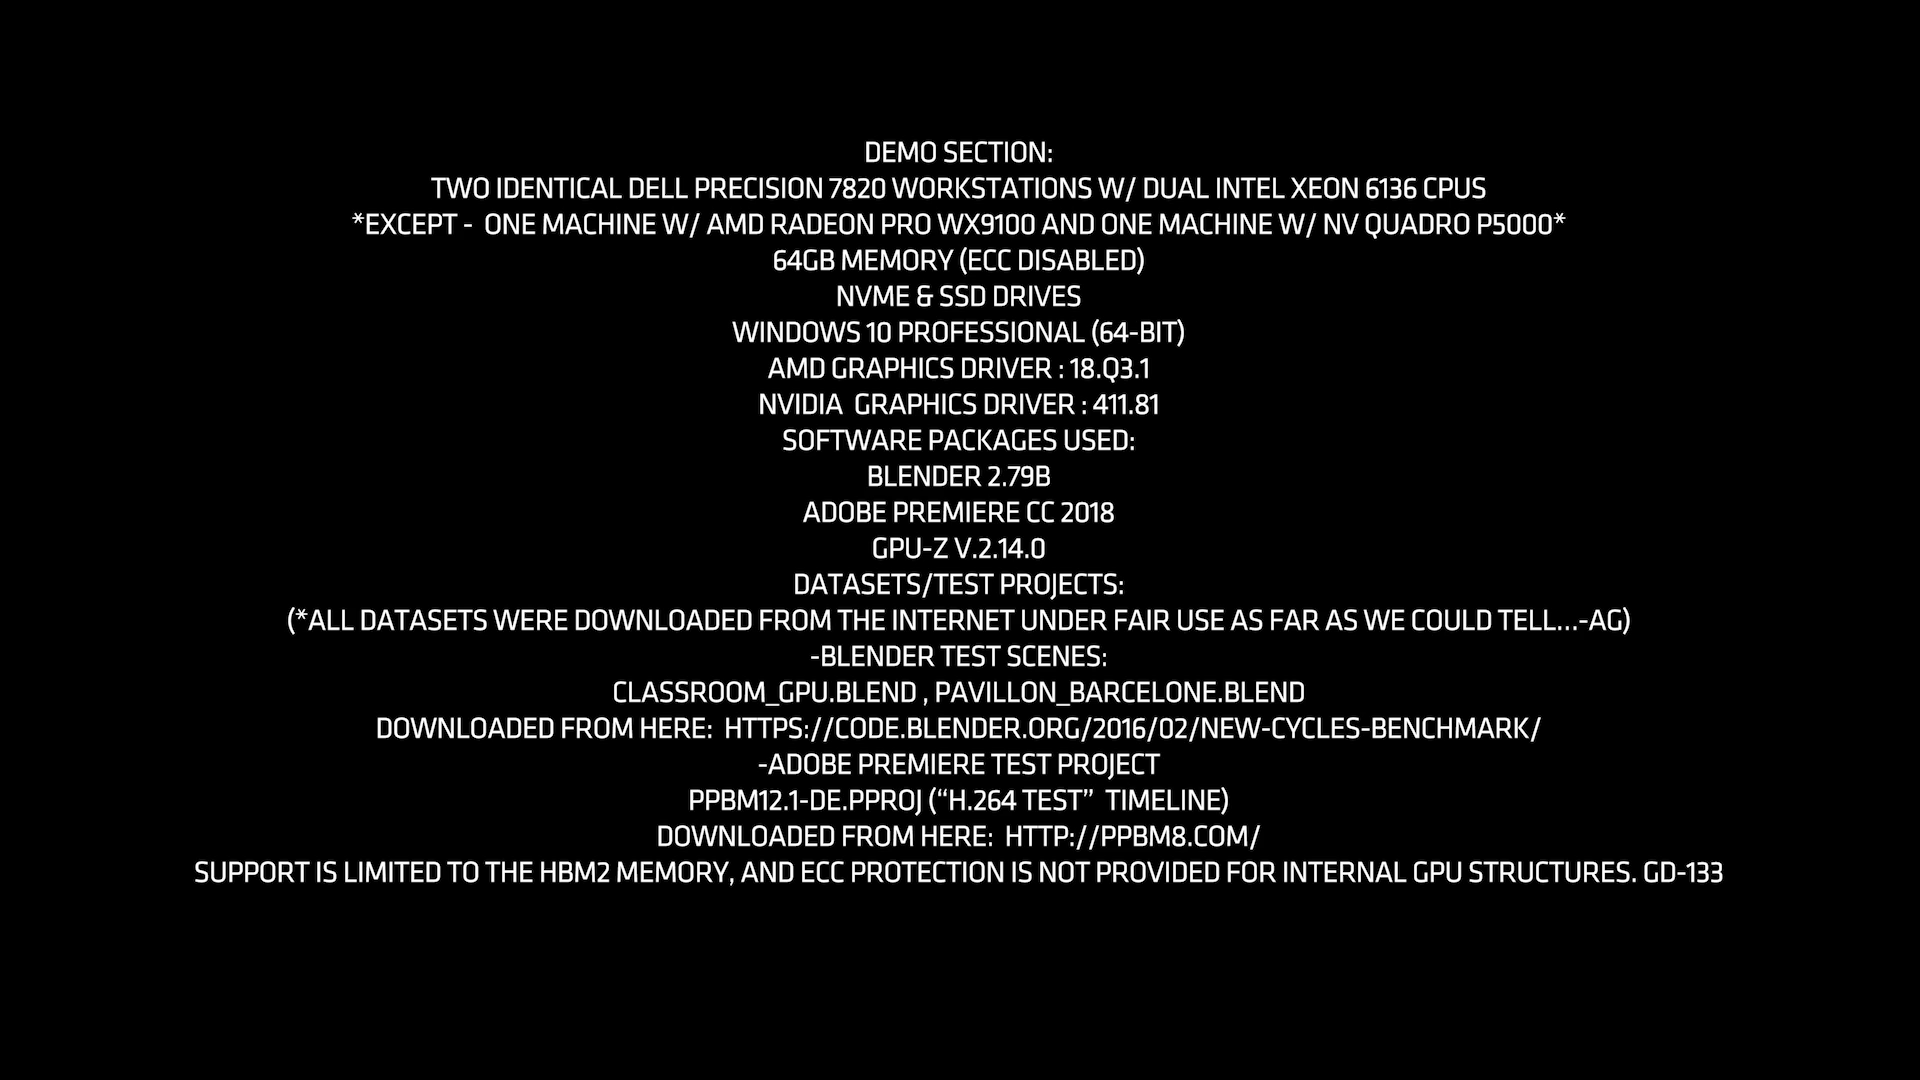 DEMO SECTION:
TWO IDENTICAL DELL PRECISION 7820 WORKSTATIONS W/ DUAL INTEL XEON 6136 CPUS
*EXCEPT - ONE MACHINE W/ AMD RADEON PRO WX9100 AND ONE MACHINE W/ NV QUADRO P5000*
64GB MEMORY (ECC DISABLED)
NVME & SSD DRIVES
WINDOWS 10 PROFESSIONAL (64-BIT)
AMD GRAPHICS DRIVER : 18.Q3.1
NVIDIA GRAPHICS DRIVER : 411.81
SOFTWARE PACKAGES USED:
BLENDER 2.79B
ADOBE PREMIERE CC 2018
GPU-Z V.2.14.0
DATASETS/TEST PROJECTS:
(*ALL DATASETS WERE DOWNLOADED FROM THE INTERNET UNDER FAIR USE AS FAR AS WE COULD TELL...-AG)
-BLENDER TEST SCENES:
CLASSROOM_GPU.BLEND , PAVILLON_BARCELONE.BLEND
DOWNLOADED FROM HERE: HTTPS://CODE.BLENDER.ORG/2016/02/NEW-CYCLES-BENCHMARK/
-ADOBE PREMIERE TEST PROJECT
PPBM12.1-DE.PPROJ (“H.264 TEST” TIMELINE)
DOWNLOADED FROM HERE: HTTP://PPBM8.COM/
SUPPORT IS LIMITED TO THE HBM2 MEMORY, AND ECC PROTECTION IS NOT PROVIDED FOR INTERNAL GPU STRUCTURES. GD-133